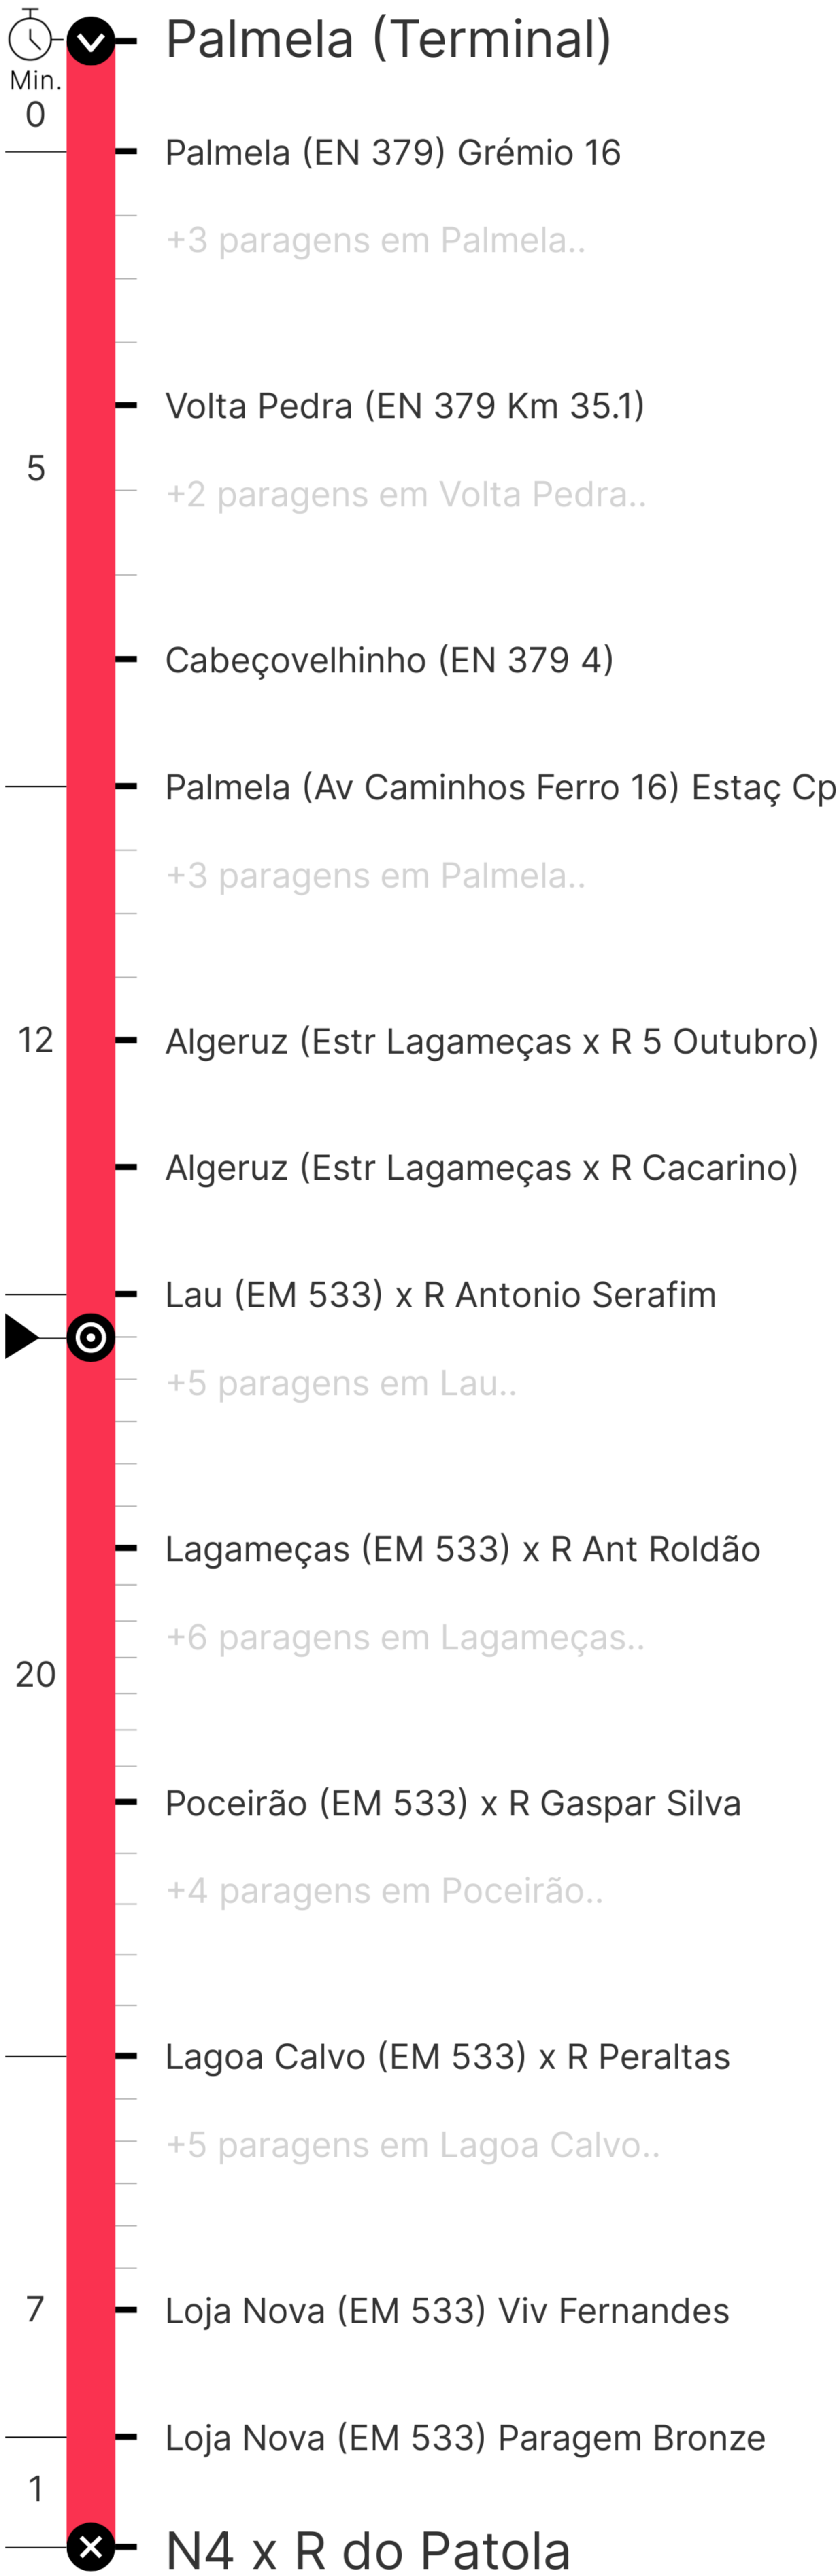 Palmela (Terminal)
Min.
0
Palmela (EN 379) Grémio 16
+3 paragens em Palmela..
Volta Pedra (EN 379 Km 35.1)
5
+2 paragens em Volta Pedra..
Cabeçovelhinho (EN 379 4)
Palmela (Av Caminhos Ferro 16) Estaç Cp
+3 paragens em Palmela..
12
Algeruz (Estr Lagameças x R 5 Outubro)
Algeruz (Estr Lagameças x R Cacarino)
Lau (EM 533) x R Antonio Serafim
+5 paragens em Lau..
Lagameças (EM 533) x R Ant Roldão
+6 paragens em Lagameças..
20
Poceirão (EM 533) x R Gaspar Silva
+4 paragens em Poceirão..
Lagoa Calvo (EM 533) x R Peraltas
+5 paragens em Lagoa Calvo..
7
Loja Nova (EM 533) Viv Fernandes
Loja Nova (EM 533) Paragem Bronze
1
N4 x R do Patola